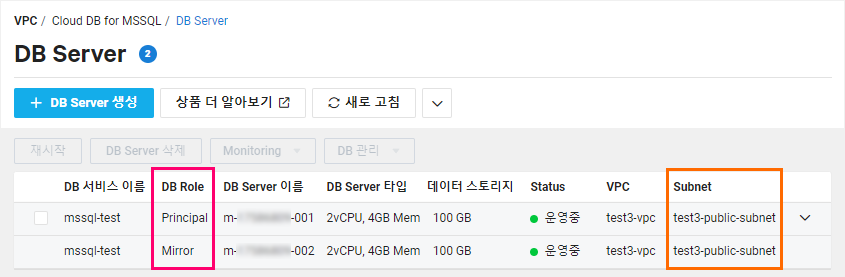 VPC / Cloud DB for MSSQL / DB Server
DB Server 2
+ DB Server 생성 상품 더 알아보기 새로 고침
재시작 DB Server 삭제 Monitoring DB 관리
DB 서비스 이름 DB Role DB Server 이름 DB Server 타입 데이터 스토리지 Status VPC Subnet
mssql-test Principal m- -001 2vCPU, 4GB Mem 100 GB 운영중 test3-vpc test3-public-subnet
mssql-test Mirror m- -002 2vCPU, 4GB Mem 100 GB 운영중 test3-vpc test3-public-subnet